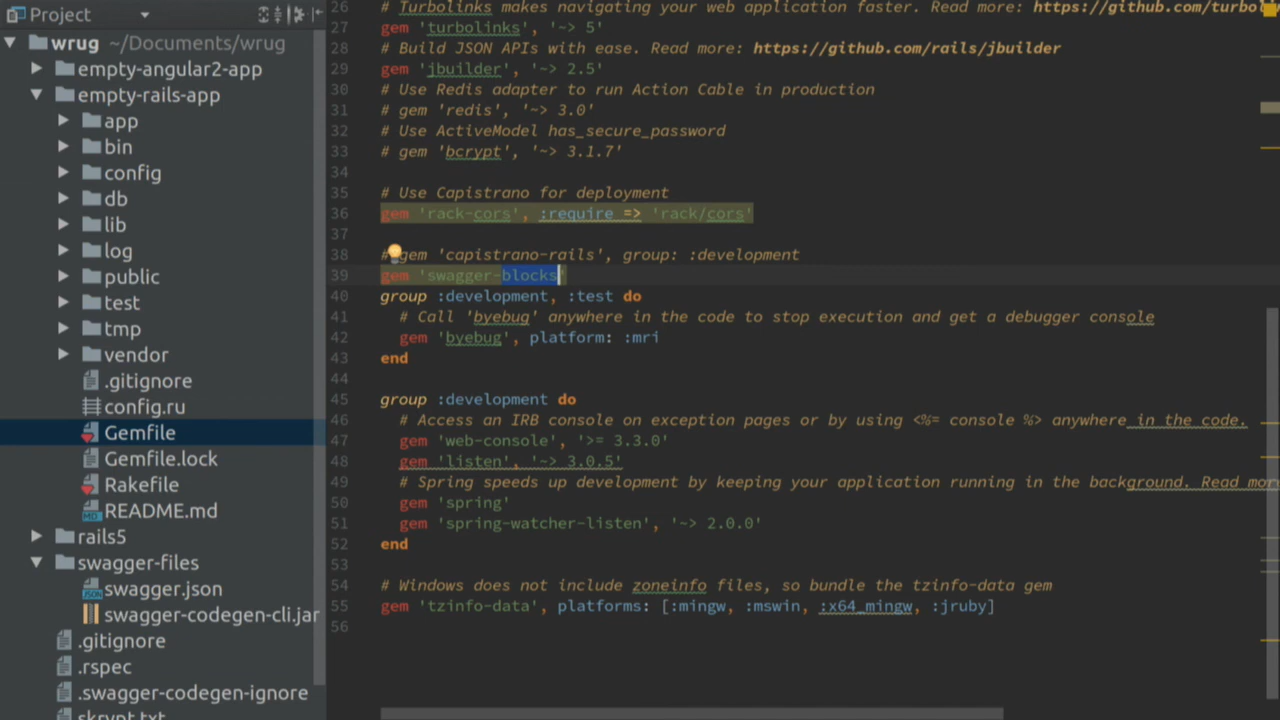 Project
wrug ~/Documents/wrug
empty-angular2-app
empty-rails-app
app
bin
config
db
lib
log
public
test
tmp
vendor
.gitignore
config.ru
Gemfile
Gemfile.lock
Rakefile
README.md
rails5
swagger-files
swagger.json
swagger-codegen-cli.jar
.gitignore
.rspec
.swagger-codegen-ignore
skrypt.txt
26 # Turbolinks makes navigating your web application faster. Read more: https://github.com/turbol
27 gem 'turbolinks', '~> 5'
28 # Build JSON APIs with ease. Read more: https://github.com/rails/jbuilder
29 gem 'jbuilder', '~> 2.5'
30 # Use Redis adapter to run Action Cable in production
31 # gem 'redis', '~> 3.0'
32 # Use ActiveModel has_secure_password
33 # gem 'bcrypt', '~> 3.1.7'
34
35 # Use Capistrano for deployment
36 gem 'rack-cors', :require => 'rack/cors'
37
38 # gem 'capistrano-rails', group: :development
39 gem 'swagger-blocks'
40 group :development, :test do
41 # Call 'byebug' anywhere in the code to stop execution and get a debugger console
42 gem 'byebug', platform: :mri
43 end
44
45 group :development do
46 # Access an IRB console on exception pages or by using <%= console %> anywhere in the code.
47 gem 'web-console', '>= 3.3.0'
48 gem 'listen', '~> 3.0.5'
49 # Spring speeds up development by keeping your application running in the background. Read more
50 gem 'spring'
51 gem 'spring-watcher-listen', '~> 2.0.0'
52 end
53
54 # Windows does not include zoneinfo files, so bundle the tzinfo-data gem
55 gem 'tzinfo-data', platforms: [:mingw, :mswin, :x64_mingw, :jruby]
56